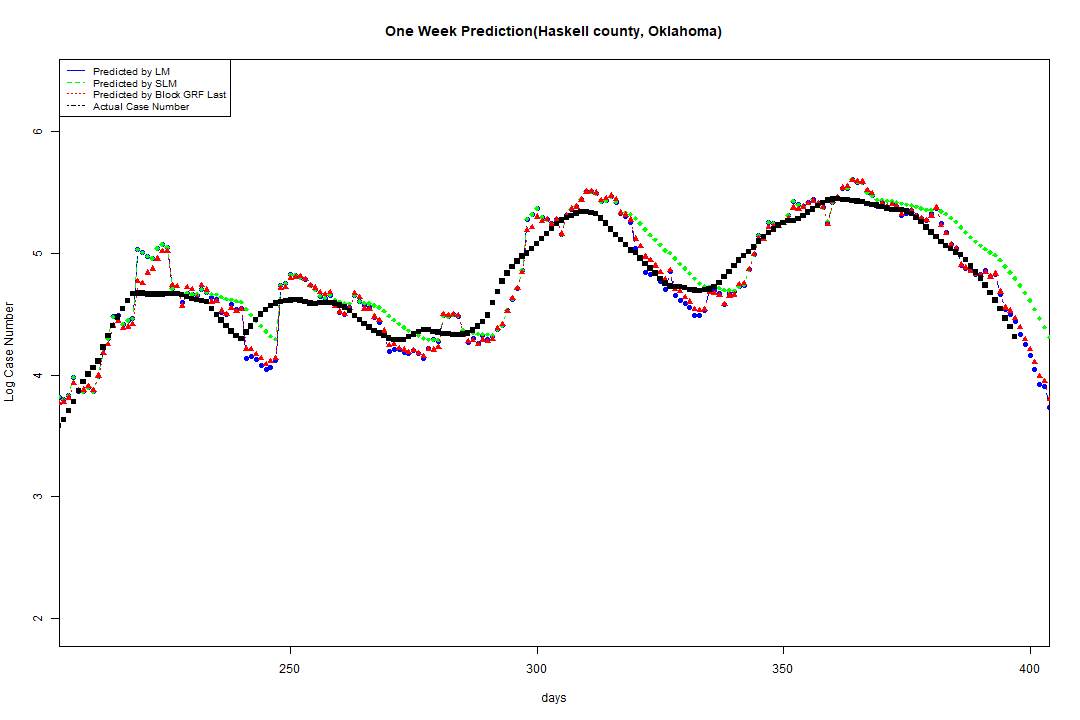 One Week Prediction(Haskell county, Oklahoma)
Predicted by LM
Predicted by SLM
Predicted by Block GRF Last
Actual Case Number
6
5
4
3
2
Log Case Number
250 300 350 400
days